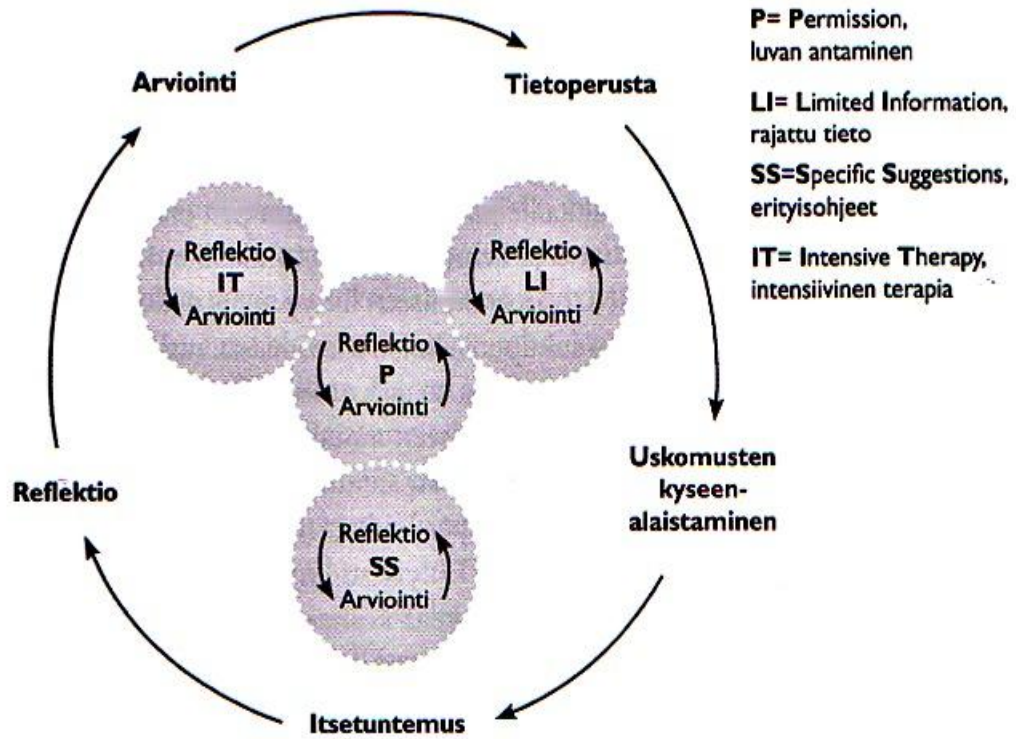 Arviointi
Tietoperusta
Uskomusten
kyseen-
alaistaminen
Itsetuntemus
Reflektio
Reflektio
IT
Arviointi
Reflektio
LI
Arviointi
Reflektio
P
Arviointi
Reflektio
SS
Arviointi
P= Permission,
luvan antaminen
LI= Limited Information,
rajattu tieto
SS=Specific Suggestions,
erityisohjeet
IT= Intensive Therapy,
intensiivinen terapia